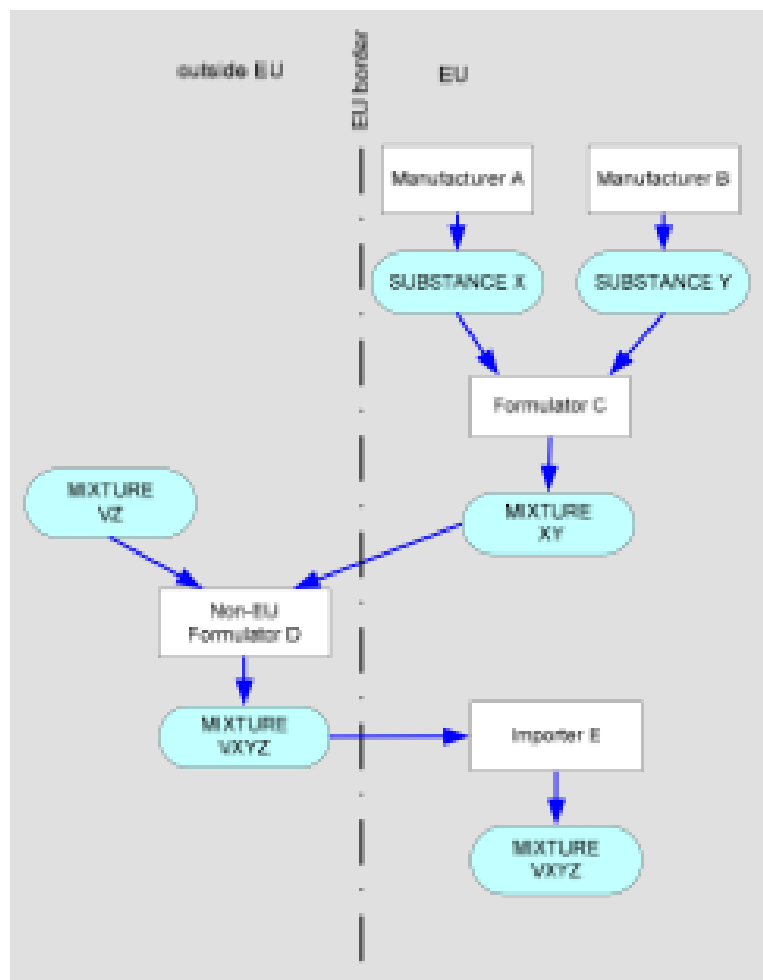 outside EU
EU border
EU
Manufacturer A
Manufacturer B
SUBSTANCE X
SUBSTANCE Y
Formulator C
MIXTURE
VZ
MIXTURE
XY
Non-EU
Formulator D
MIXTURE
VXYZ
Importer E
MIXTURE
VXYZ